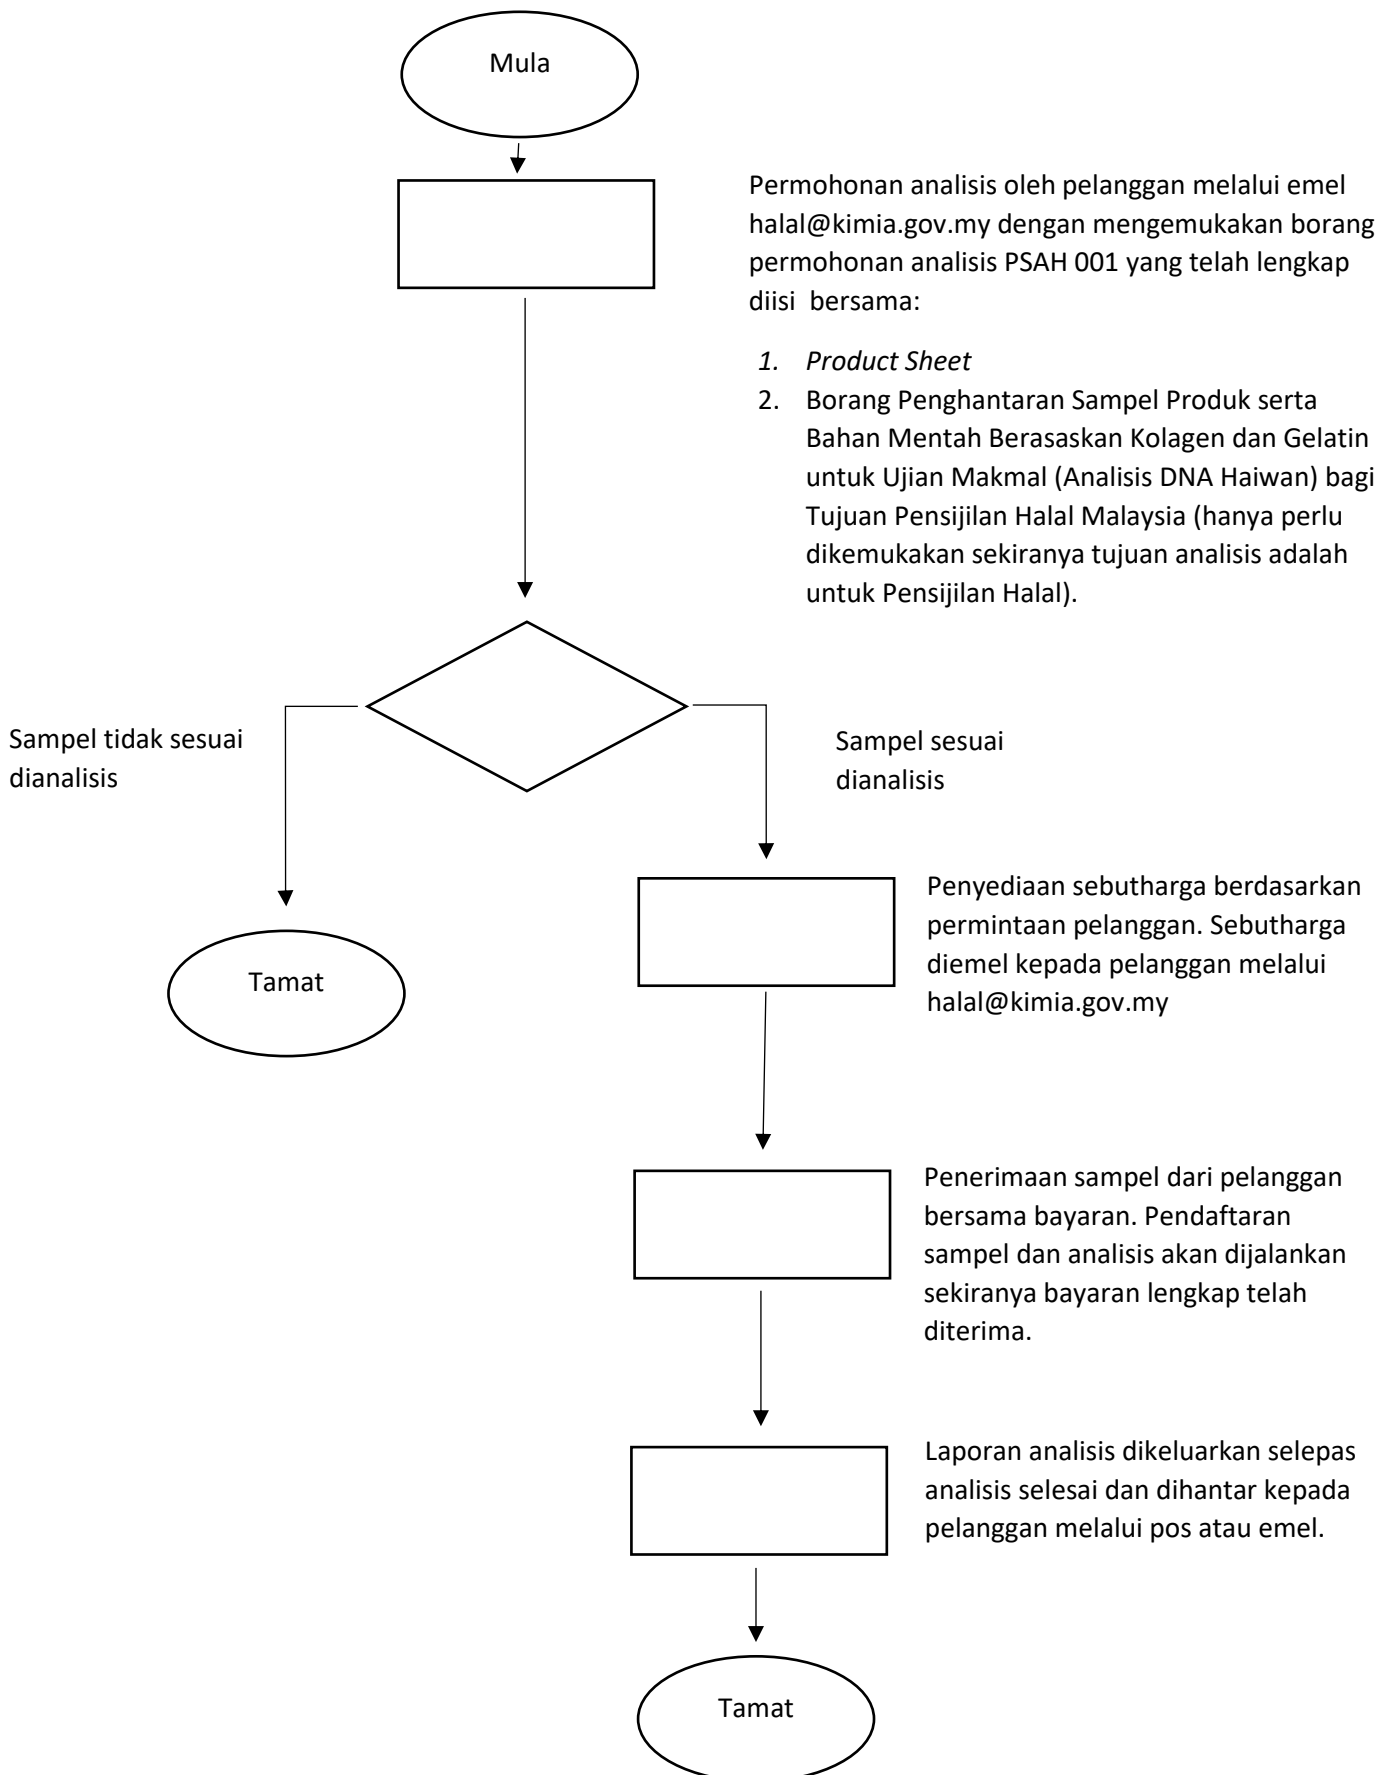 Mula
Permohonan analisis oleh pelanggan melalui emel
halal@kimia.gov.my dengan mengemukakan borang
permohonan analisis PSAH 001 yang telah lengkap
diisi  bersama:
1. Product Sheet
2. Borang Penghantaran Sampel Produk serta
Bahan Mentah Berasaskan Kolagen dan Gelatin
untuk Ujian Makmal (Analisis DNA Haiwan) bagi
Tujuan Pensijilan Halal Malaysia (hanya perlu
dikemukakan sekiranya tujuan analisis adalah
untuk Pensijilan Halal).
Sampel tidak sesuai
dianalisis
Sampel sesuai
dianalisis
Penyediaan sebutharga berdasarkan
permintaan pelanggan. Sebutharga
diemel kepada pelanggan melalui
halal@kimia.gov.my
Tamat
Penerimaan sampel dari pelanggan
bersama bayaran. Pendaftaran
sampel dan analisis akan dijalankan
sekiranya bayaran lengkap telah
diterima.
Laporan analisis dikeluarkan selepas
analisis selesai dan dihantar kepada
pelanggan melalui pos atau emel.
Tamat